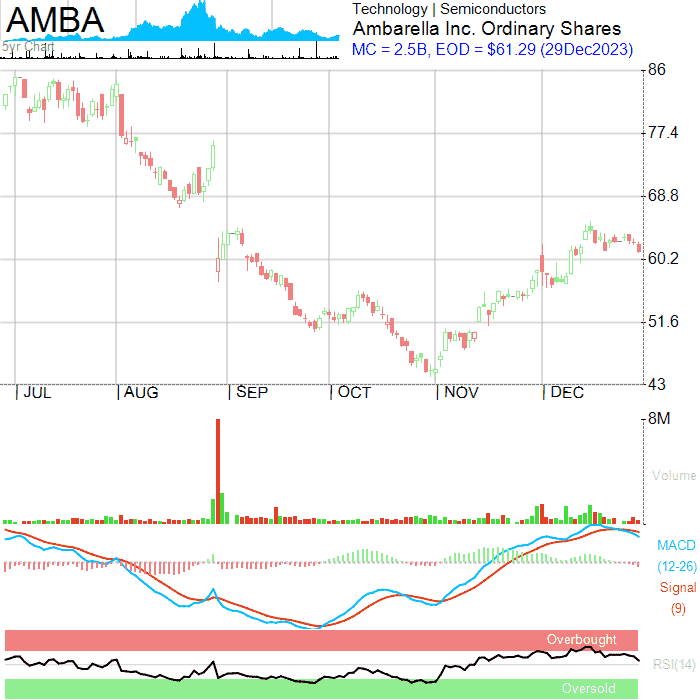 AMBA
5yr Chart
Technology | Semiconductors
Ambarella Inc. Ordinary Shares
MC = 2.5B, EOD = $61.29 (29Dec2023)
86
77.4
68.8
60.2
51.6
43
| JUL | AUG | SEP | OCT | NOV | DEC
8M
Volume
MACD
(12-26)
Signal
(9)
Overbought
RSI(14)
Oversold